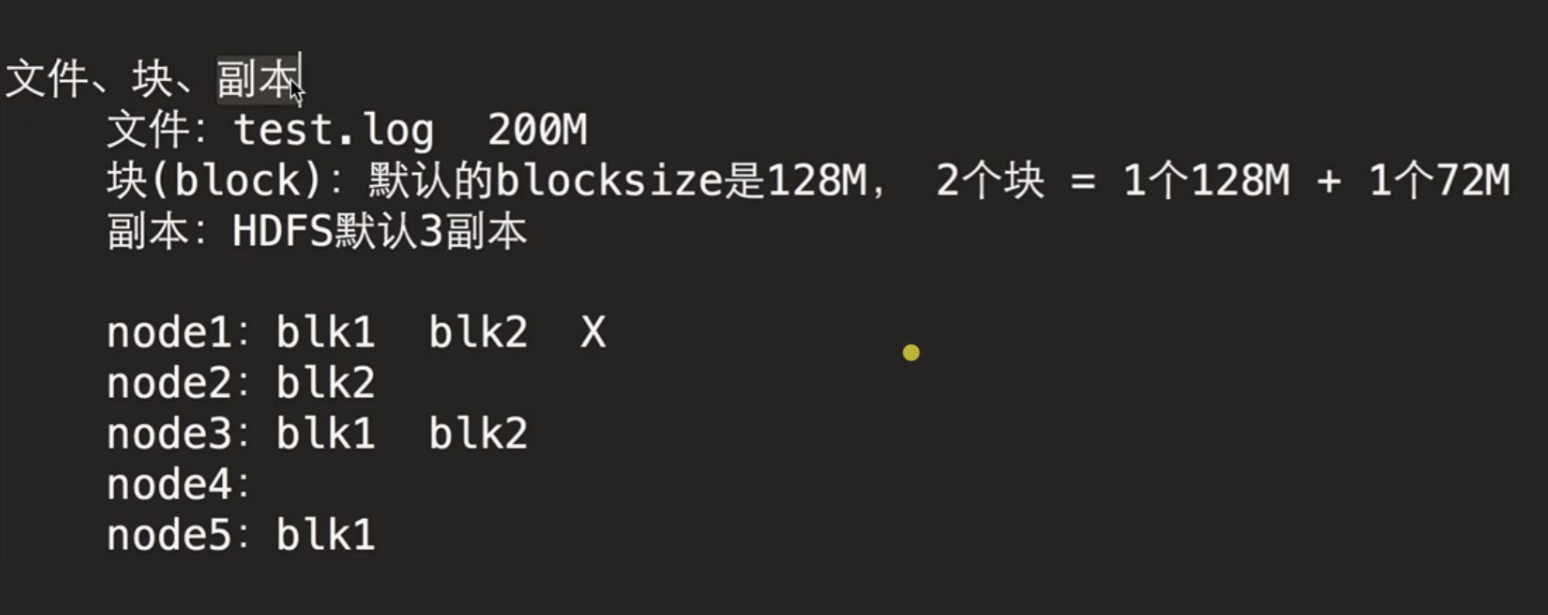 文件、块、副本
文件：test.log  200M
块(block)：默认的blocksize是128M， 2个块 = 1个128M + 1个72M
副本：HDFS默认3副本
node1：blk1  blk2  X
node2：blk2
node3：blk1  blk2
node4：
node5：blk1